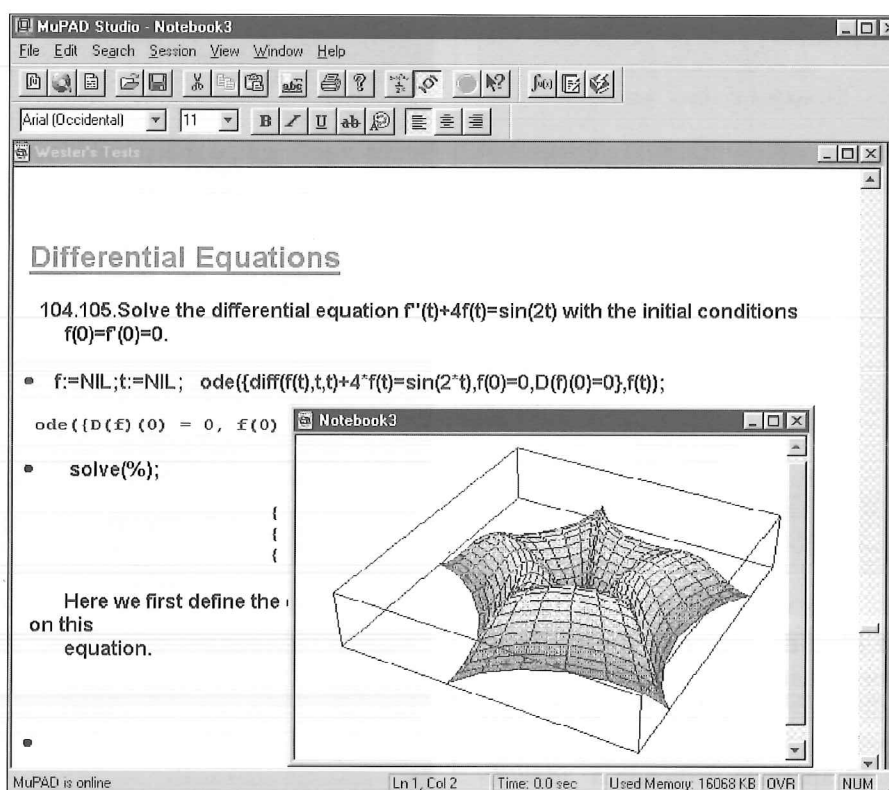 MuPAD Studio - Notebook3
File Edit Search Session View Window Help
abc
Arial (Occidental) 11 B I U ab
Wester's Tests
Differential Equations
104.105.Solve the differential equation f''(t)+4f(t)=sin(2t) with the initial conditions
f(0)=f'(0)=0.
f:=NIL;t:=NIL; ode({diff(f(t),t,t)+4*f(t)=sin(2*t),f(0)=0,D(f)(0)=0},f(t));
ode({D(f)(0) = 0, f(0)
Notebook3
solve(%);
{
{
{
Here we first define the
on this
equation.
MuPAD is online Ln 1, Col 2 Time: 0.0 sec Used Memory: 16068 KB OVR NUM